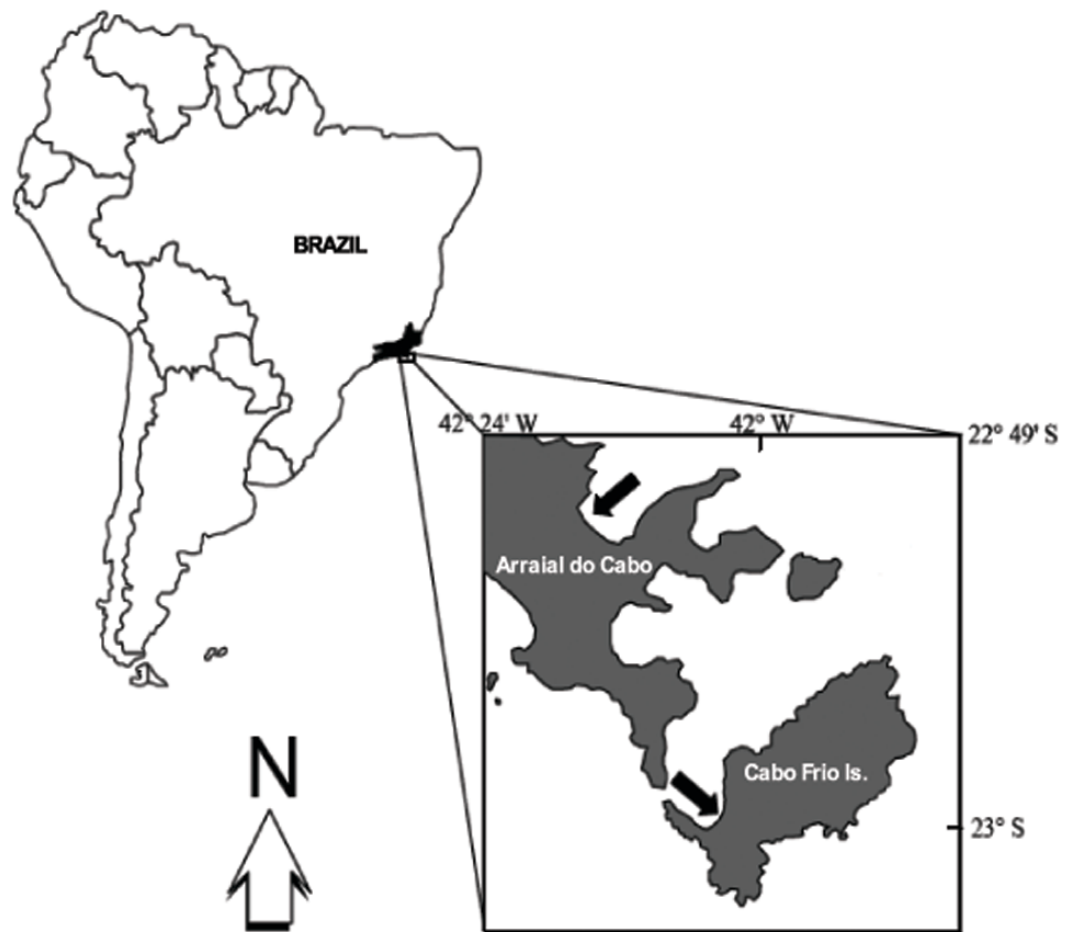 BRAZIL
42° 24' W
42° W
22° 49' S
Arraial do Cabo
Cabo Frio Is.
23° S
N